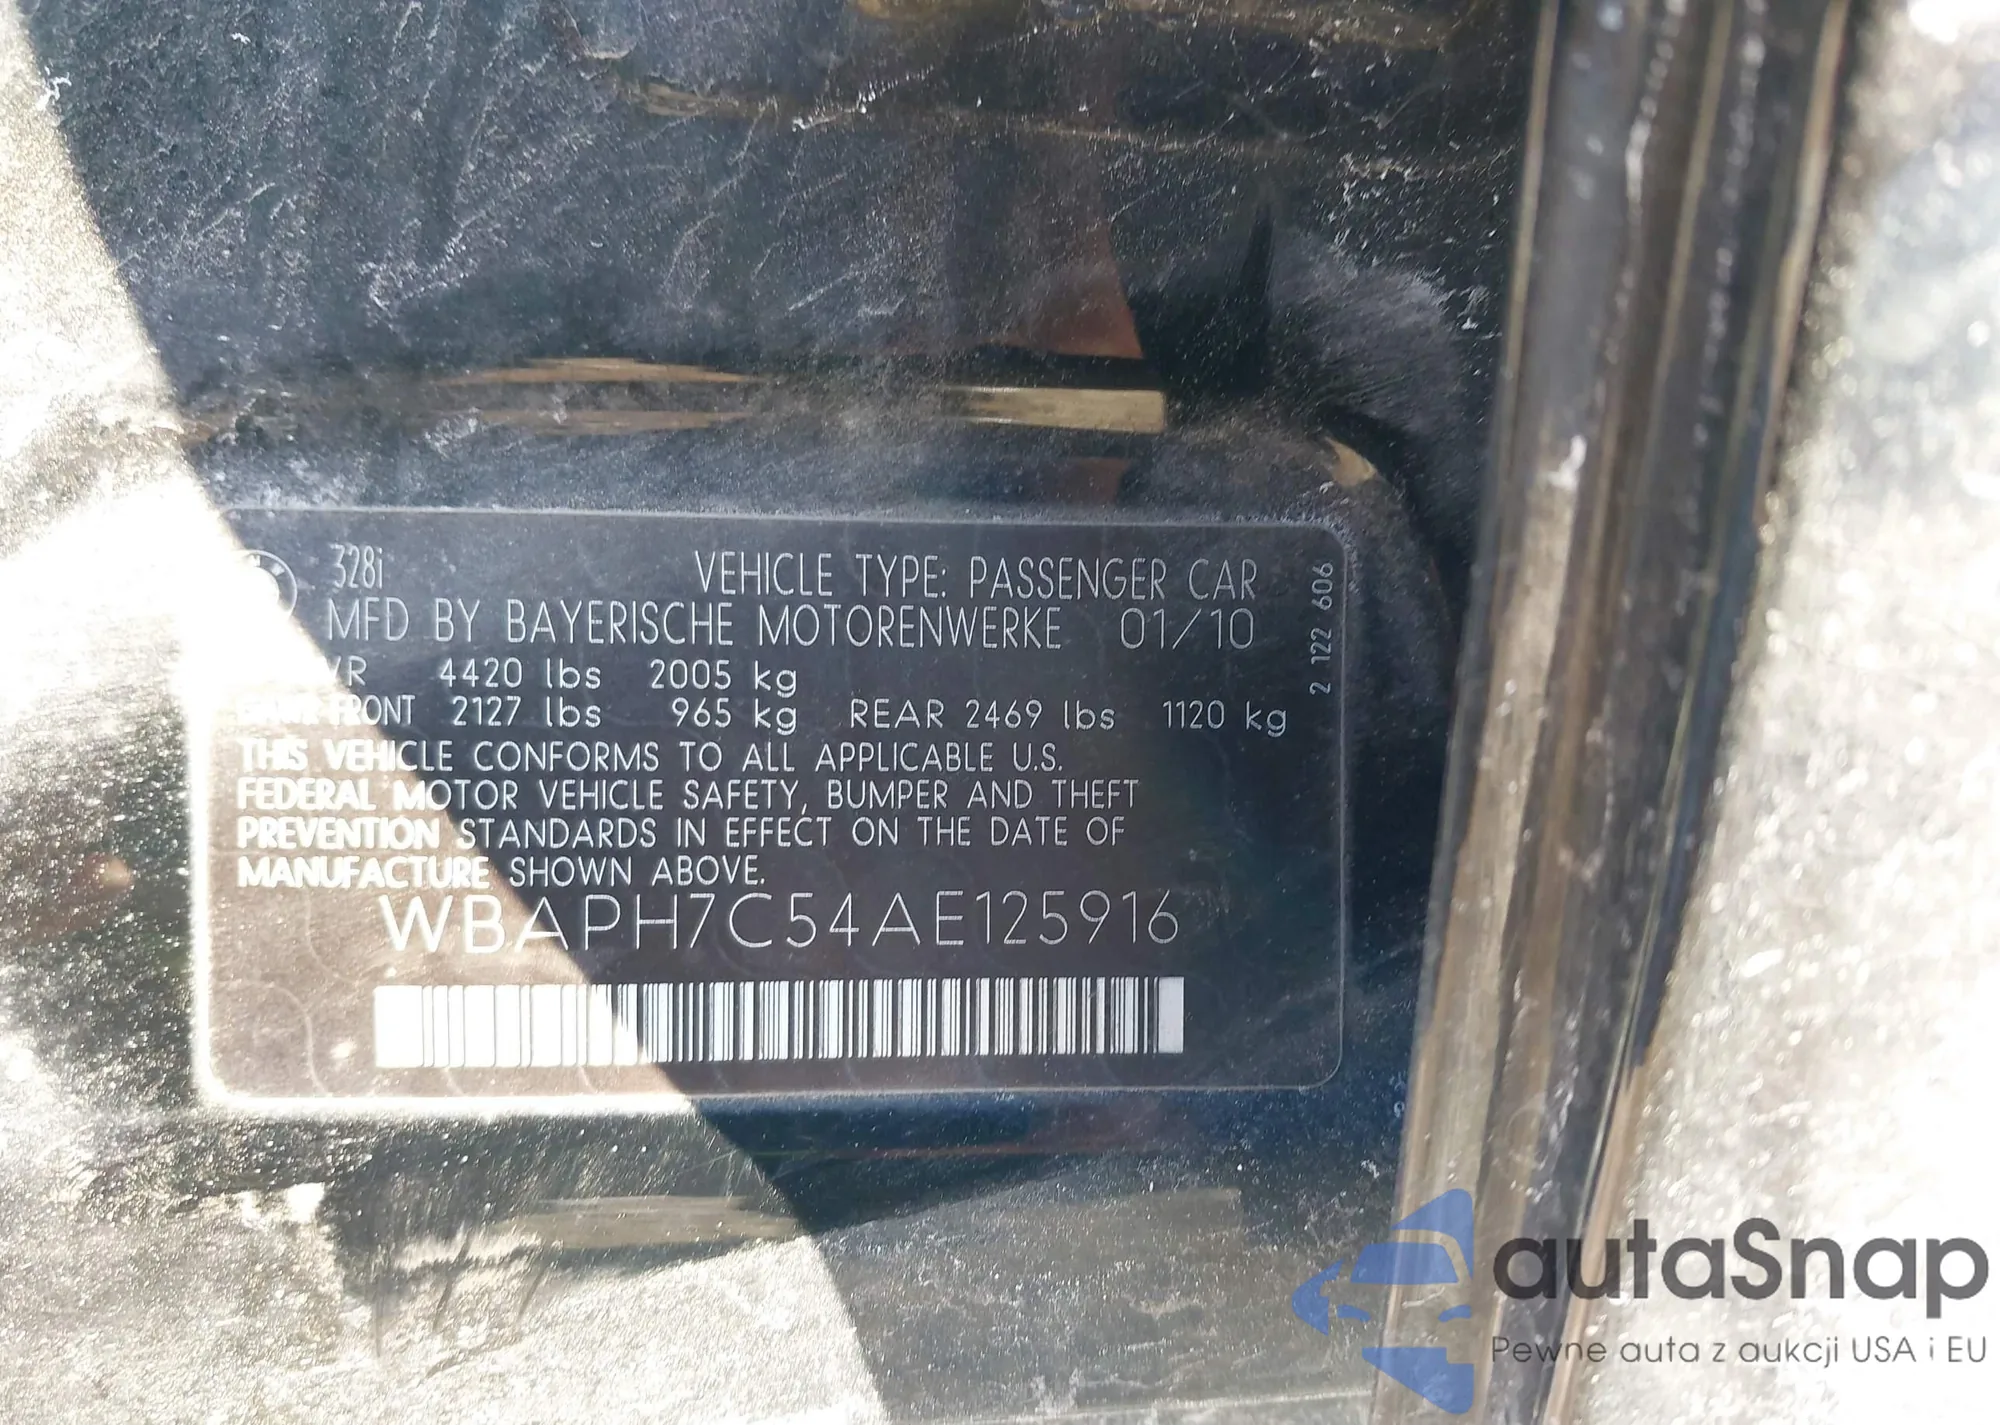 328i VEHICLE TYPE: PASSENGER CAR
MFD BY BAYERISCHE MOTORENWERKE 01/10
VR 4420 lbs 2005 kg
FRONT 2127 lbs 965 kg REAR 2469 lbs 1120 kg
THIS VEHICLE CONFORMS TO ALL APPLICABLE U.S.
FEDERAL MOTOR VEHICLE SAFETY, BUMPER AND THEFT
PREVENTION STANDARDS IN EFFECT ON THE DATE OF
MANUFACTURE SHOWN ABOVE.
WBAPH7C54AE125916
2 122 606
autaSnap
Pewne auta z aukcji USA i EU